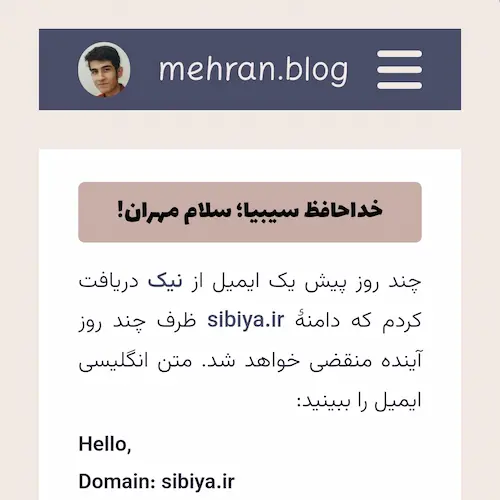 mehran.blog
خداحافظ سیبیا؛ سلام مهران!
چند روز پیش یک ایمیل از نیک دریافت
کردم که دامنهٔ sibiya.ir ظرف چند روز
آینده منقضی خواهد شد. متن انگلیسی
ایمیل را ببینید:
Hello,
Domain: sibiya.ir